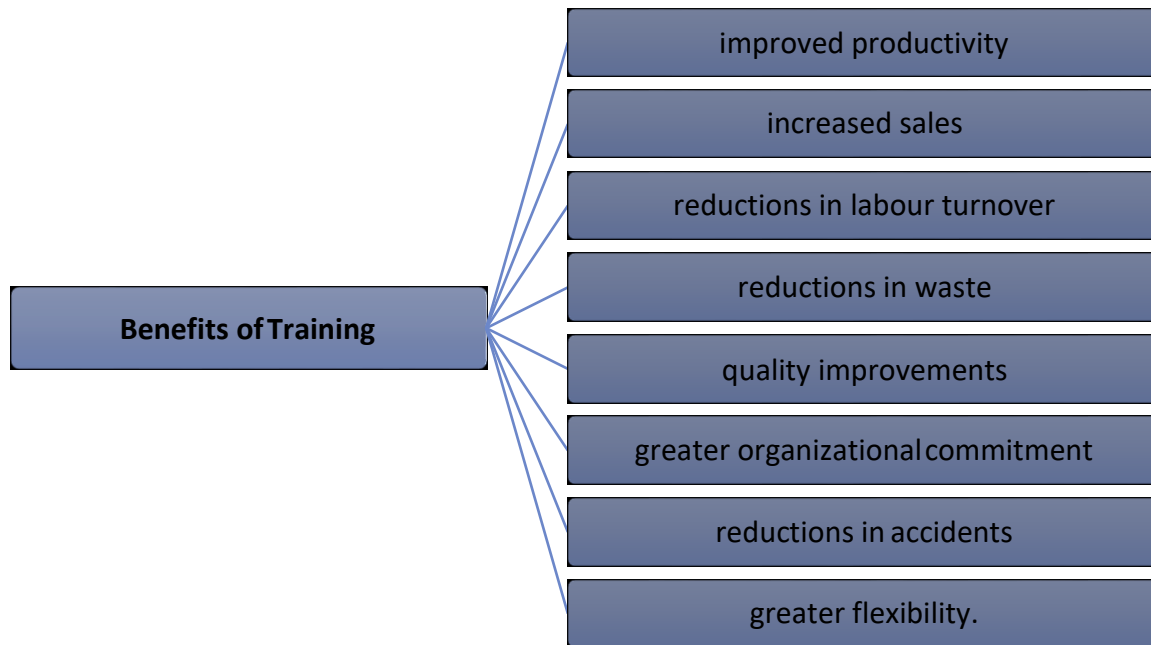 improved productivity
increased sales
reductions in labour turnover
reductions in waste
Benefits of Training
quality improvements
greater organizational commitment
reductions in accidents
greater flexibility.